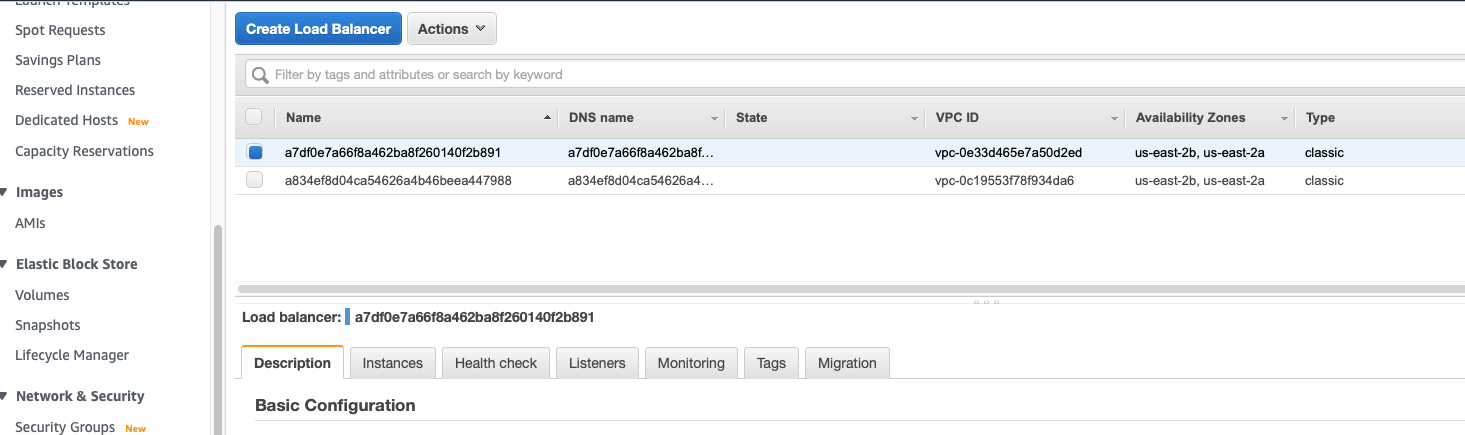 Launch Templates
Spot Requests
Savings Plans
Reserved Instances
Dedicated Hosts New
Capacity Reservations
Images
AMIs
Elastic Block Store
Volumes
Snapshots
Lifecycle Manager
Network & Security
Security Groups New
Create Load Balancer Actions
Filter by tags and attributes or search by keyword
Name DNS name State VPC ID Availability Zones Type
a7df0e7a66f8a462ba8f260140f2b891 a7df0e7a66f8a462ba8f... vpc-0e33d465e7a50d2ed us-east-2b, us-east-2a classic
a834ef8d04ca54626a4b46beea447988 a834ef8d04ca54626a4... vpc-0c19553f78f934da6 us-east-2b, us-east-2a classic
Load balancer: a7df0e7a66f8a462ba8f260140f2b891
Description Instances Health check Listeners Monitoring Tags Migration
Basic Configuration